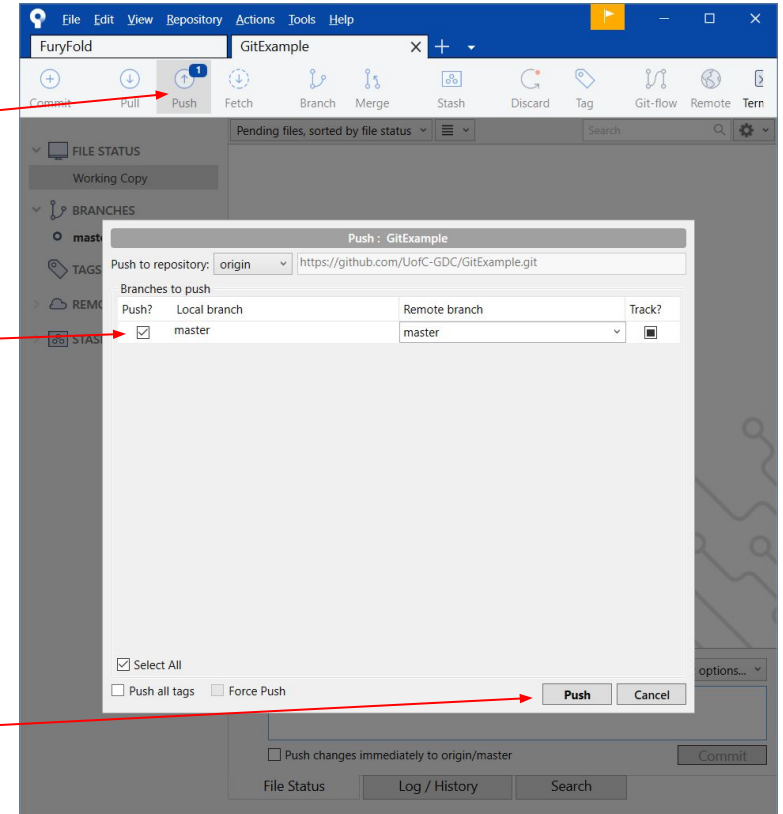 File Edit View Repository Actions Tools Help
FuryFold GitExample
1
Commit Pull Push Fetch Branch Merge Stash Discard Tag Git-flow Remote Tern
Pending files, sorted by file status Search
FILE STATUS
Working Copy
BRANCHES
maste
TAGS
REMO
STAS
Push : GitExample
Push to repository: origin https://github.com/UofC-GDC/GitExample.git
Branches to push
Push? Local branch Remote branch Track?
master master
Select All
Push all tags Force Push Push Cancel
options...
Push changes immediately to origin/master Commit
File Status Log / History Search